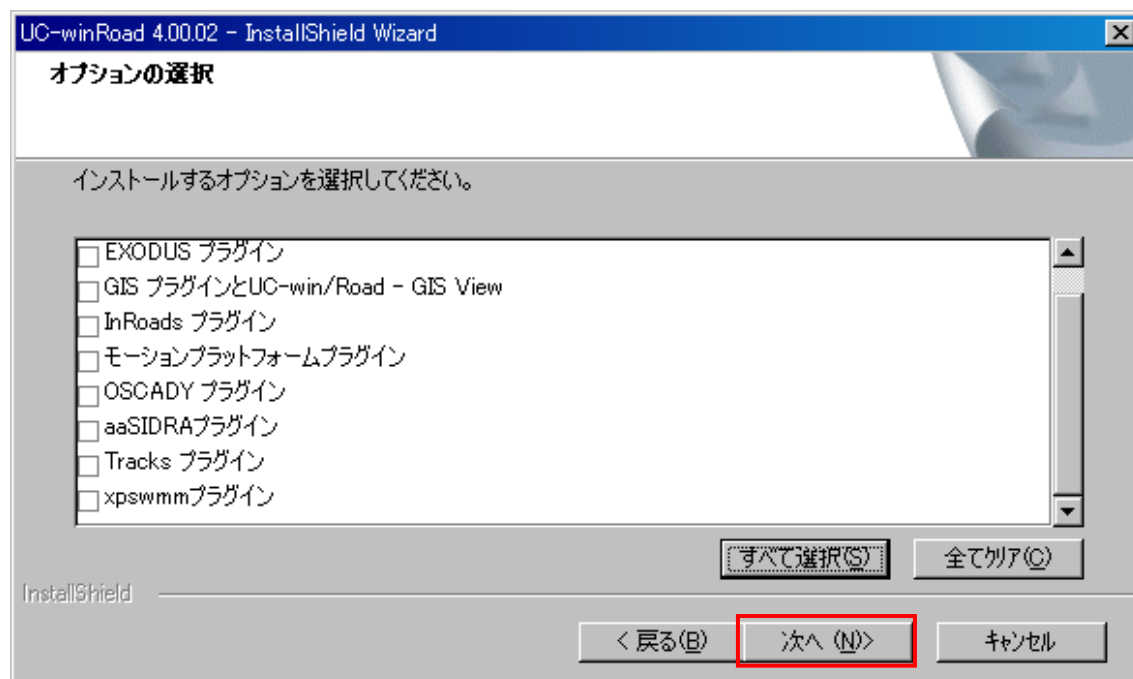 UC-winRoad 4.00.02 - InstallShield Wizard
オプションの選択
インストールするオプションを選択してください。
EXODUS プラグイン
GIS プラグインとUC-win/Road - GIS View
InRoads プラグイン
モーションプラットフォームプラグイン
OSCADY プラグイン
aaSIDRAプラグイン
Tracks プラグイン
xpswmmプラグイン
すべて選択(S) 全てクリア(C)
InstallShield
< 戻る(B) 次へ (N)> キャンセル